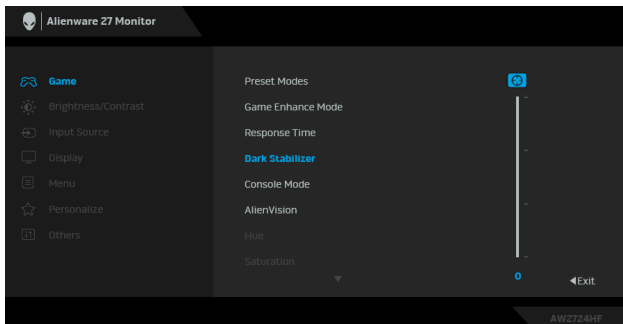 Alienware 27 Monitor
Game
Brightness/Contrast
Input Source
Display
Menu
Personalize
Others
Preset Modes
Game Enhance Mode
Response Time
Dark Stabilizer
Console Mode
AlienVision
Hue
Saturation
0
Exit
AW2724HF